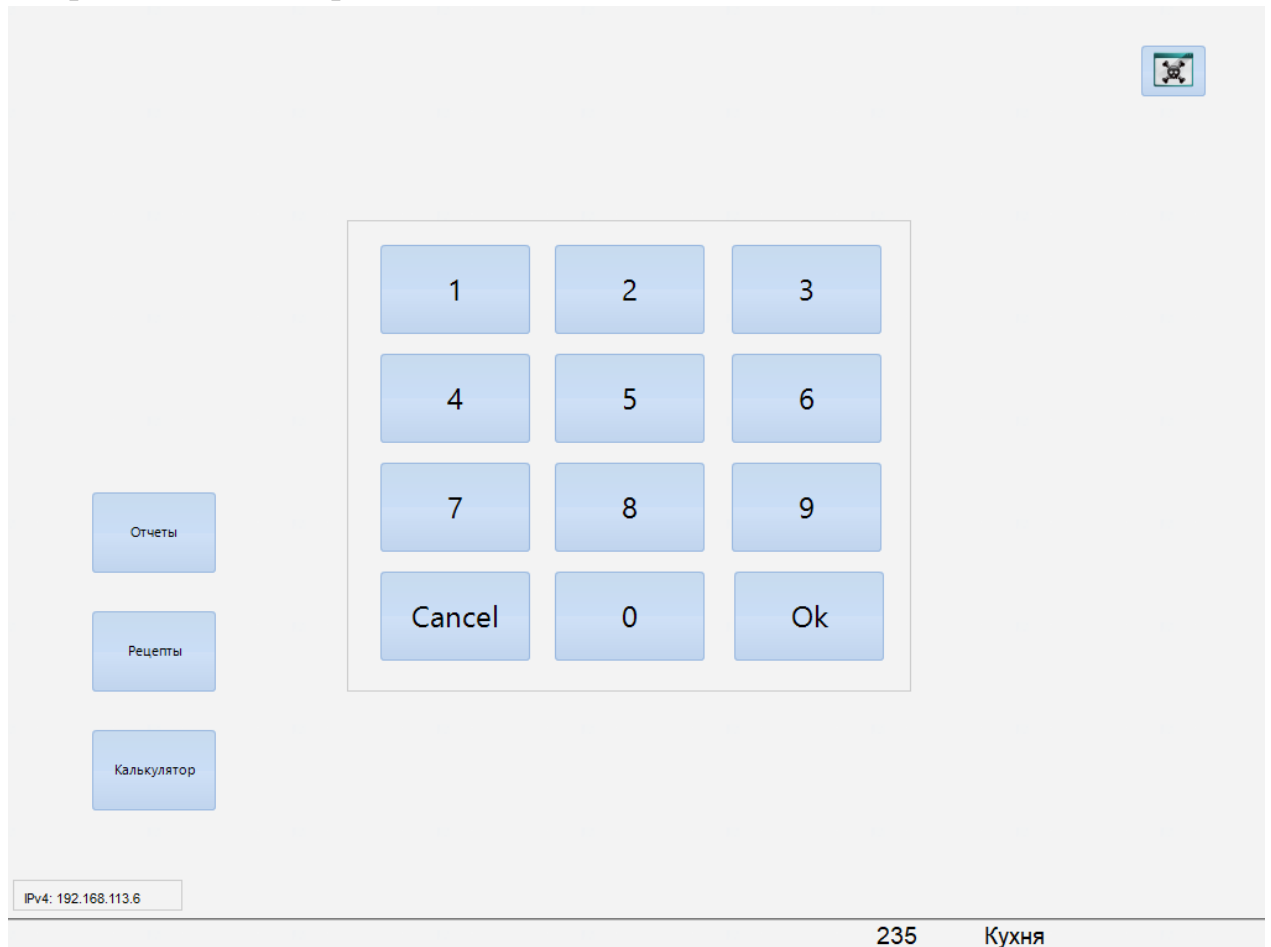 1 2 3
4 5 6
7 8 9
Cancel 0 Ok
Отчеты
Рецепты
Калькулятор
IPv4: 192.168.113.6
235 Кухня